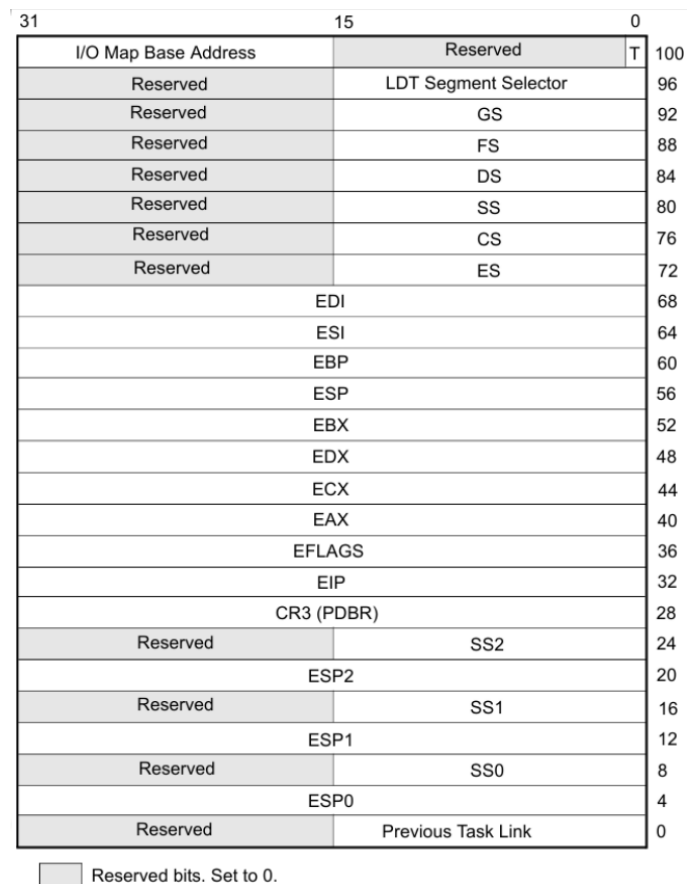 31 15 0
I/O Map Base Address Reserved T 100
Reserved LDT Segment Selector 96
Reserved GS 92
Reserved FS 88
Reserved DS 84
Reserved SS 80
Reserved CS 76
Reserved ES 72
EDI 68
ESI 64
EBP 60
ESP 56
EBX 52
EDX 48
ECX 44
EAX 40
EFLAGS 36
EIP 32
CR3 (PDBR) 28
Reserved SS2 24
ESP2 20
Reserved SS1 16
ESP1 12
Reserved SS0 8
ESP0 4
Reserved Previous Task Link 0
Reserved bits. Set to 0.